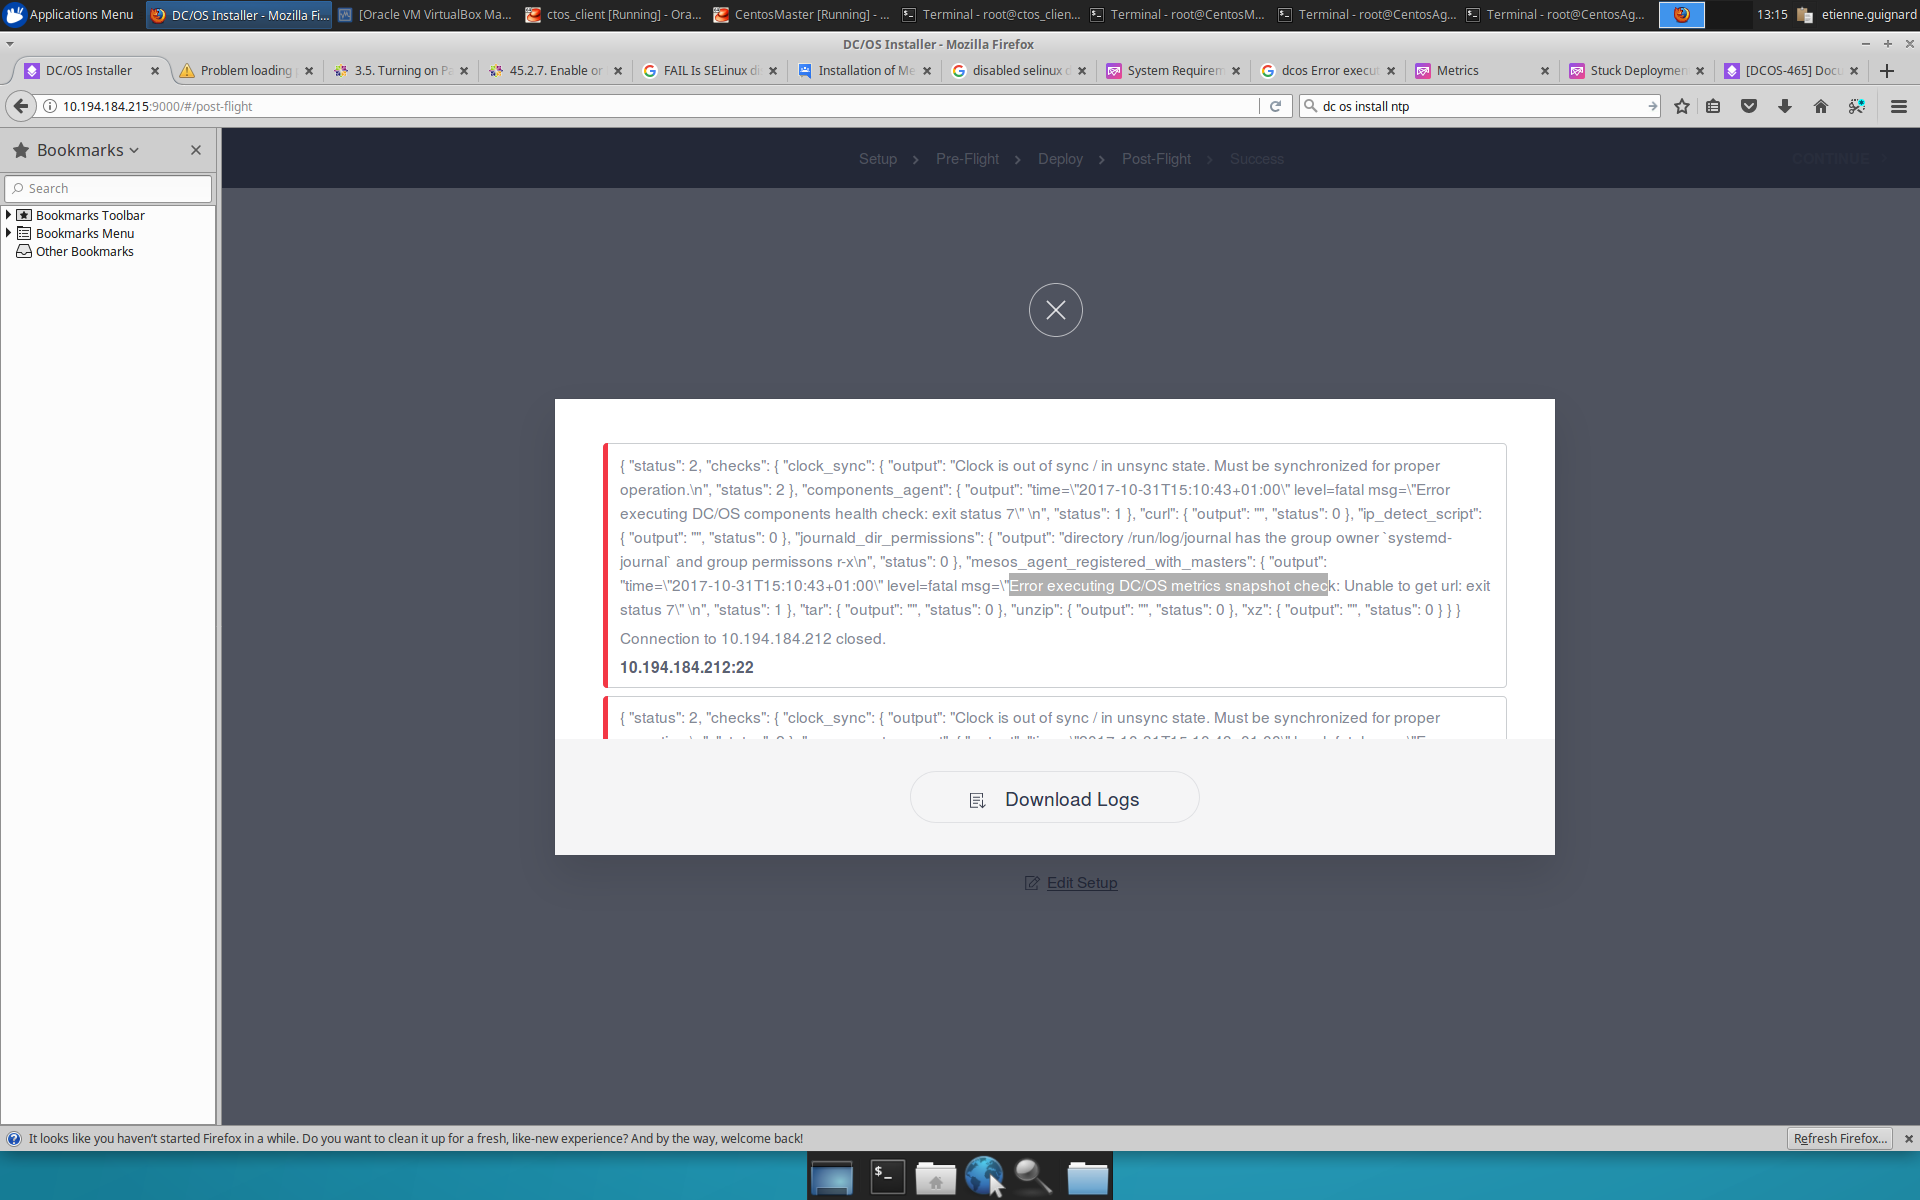 Applications Menu
DC/OS Installer - Mozilla Fi...
[Oracle VM VirtualBox Ma...
ctos_client [Running] - Ora...
CentosMaster [Running] - ...
Terminal - root@ctos_clien...
Terminal - root@CentosM...
Terminal - root@CentosAg...
Terminal - root@CentosAg...
13:15
etienne.guignard
DC/OS Installer - Mozilla Firefox
DC/OS Installer
Problem loading
3.5. Turning on Pa
45.2.7. Enable or
FAIL Is SELinux di
Installation of Me
disabled selinux d
System Requirem
dcos Error execut
Metrics
Stuck Deploymen
[DCOS-465] Docu
10.194.184.215:9000/#/post-flight
dc os install ntp
Bookmarks
Search
Bookmarks Toolbar
Bookmarks Menu
Other Bookmarks
Setup
Pre-Flight
Deploy
Post-Flight
Success
CONTINUE
{ "status": 2, "checks": { "clock_sync": { "output": "Clock is out of sync / in unsync state. Must be synchronized for proper
operation.\n", "status": 2 }, "components_agent": { "output": "time=\"2017-10-31T15:10:43+01:00\" level=fatal msg=\"Error
executing DC/OS components health check: exit status 7\" \n", "status": 1 }, "curl": { "output": "", "status": 0 }, "ip_detect_script":
{ "output": "", "status": 0 }, "journald_dir_permissions": { "output": "directory /run/log/journal has the group owner `systemd-
journal` and group permissons r-x\n", "status": 0 }, "mesos_agent_registered_with_masters": { "output":
"time=\"2017-10-31T15:10:43+01:00\" level=fatal msg=\"Error executing DC/OS metrics snapshot check: Unable to get url: exit
status 7\" \n", "status": 1 }, "tar": { "output": "", "status": 0 }, "unzip": { "output": "", "status": 0 }, "xz": { "output": "", "status": 0 } } }
Connection to 10.194.184.212 closed.
10.194.184.212:22
{ "status": 2, "checks": { "clock_sync": { "output": "Clock is out of sync / in unsync state. Must be synchronized for proper
Download Logs
Edit Setup
It looks like you haven't started Firefox in a while. Do you want to clean it up for a fresh, like-new experience? And by the way, welcome back!
Refresh Firefox...